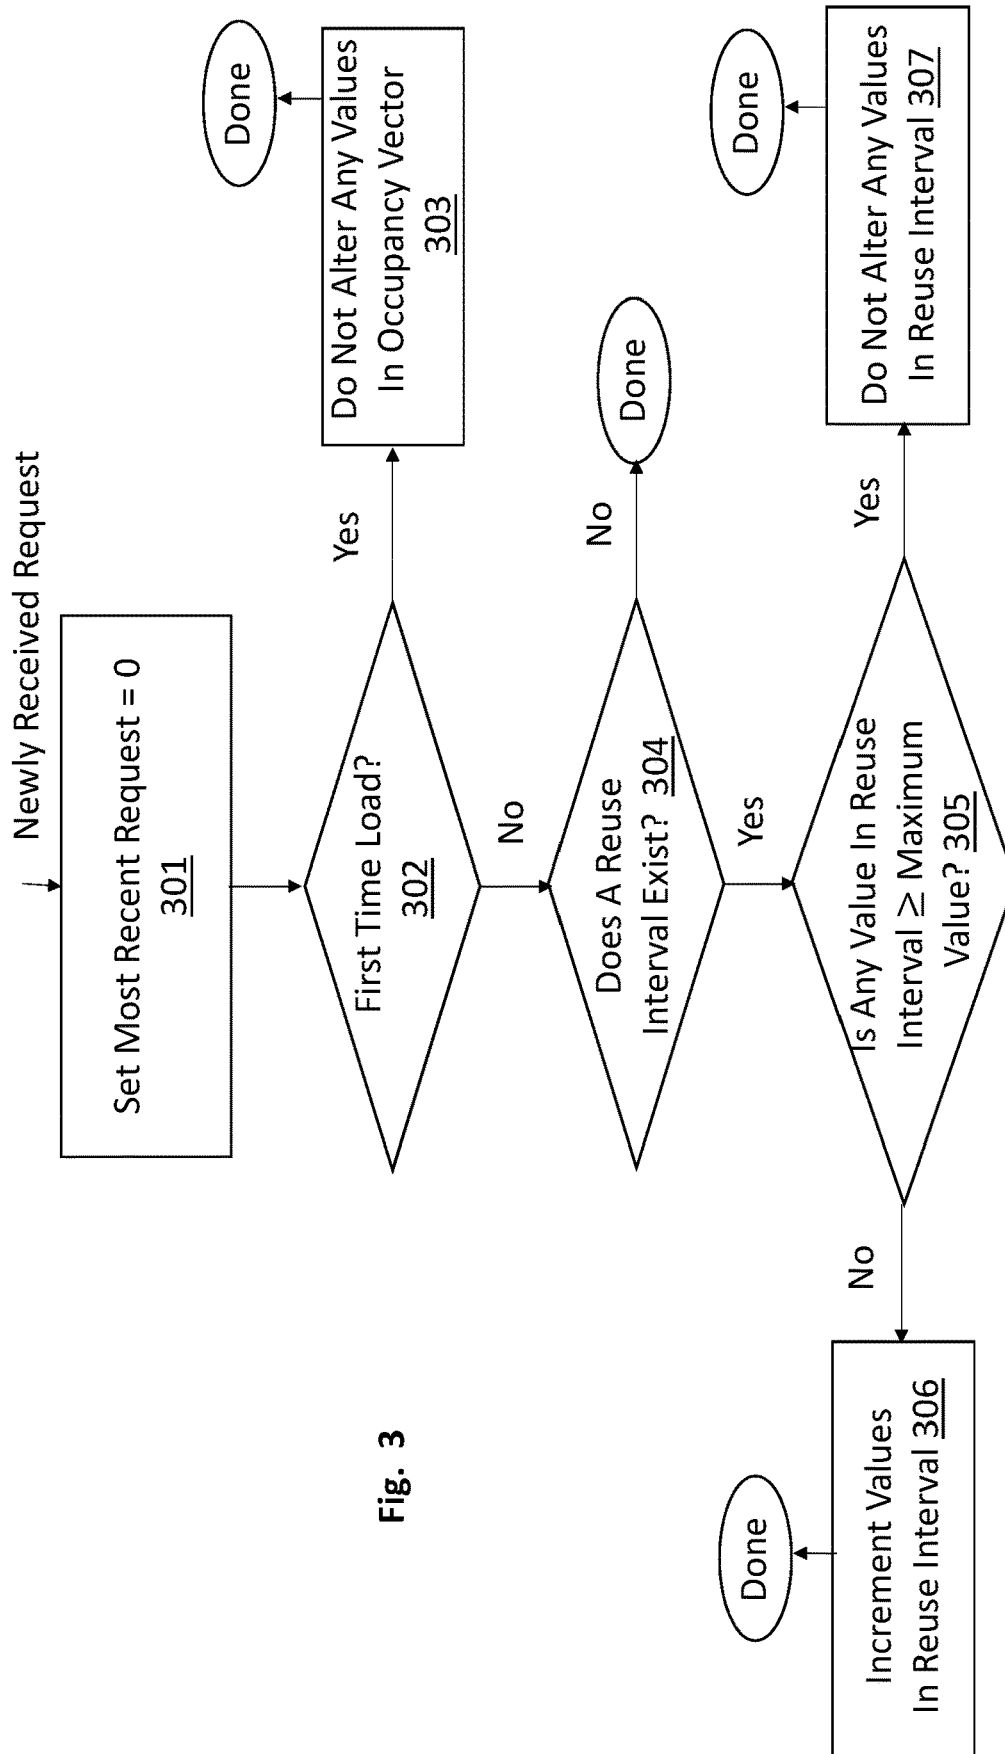 Newly Received Request
Set Most Recent Request = 0
301
First Time Load?
302
Yes
Do Not Alter Any Values
In Occupancy Vector
303
Done
No
Does A Reuse
Interval Exist? 304
No
Done
Yes
Is Any Value In Reuse
Interval ≥ Maximum
Value? 305
Yes
Do Not Alter Any Values
In Reuse Interval 307
Done
No
Increment Values
In Reuse Interval 306
Done
Fig. 3